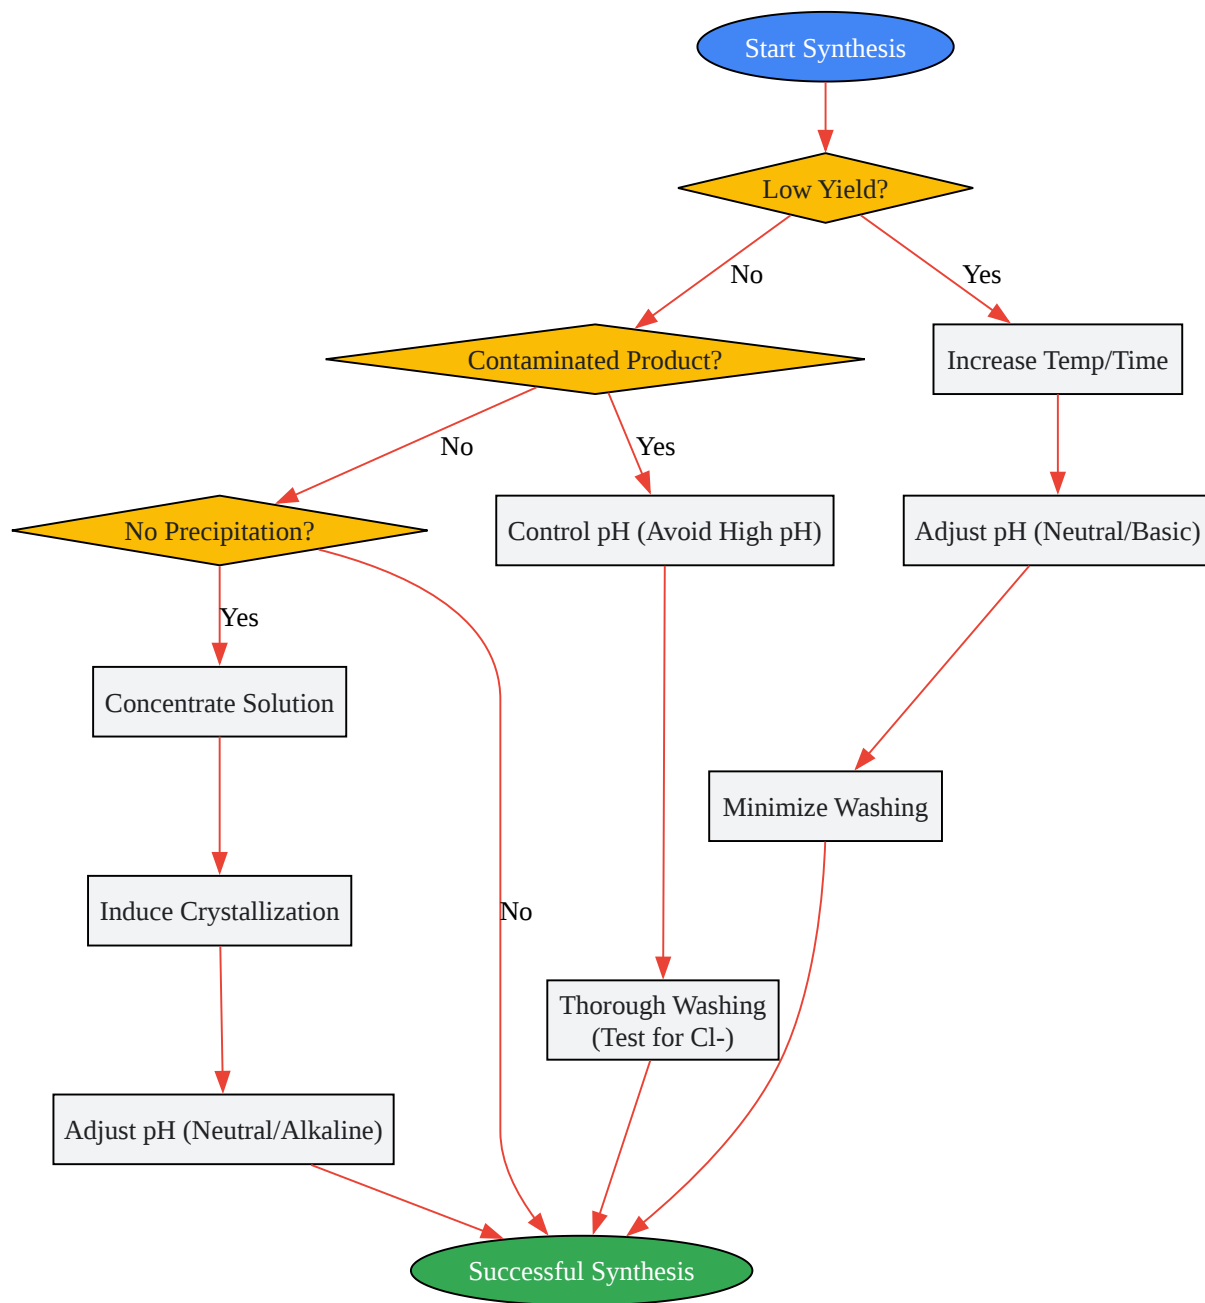 Start Synthesis
Low Yield?
No
Yes
Contaminated Product?
Increase Temp/Time
No
Yes
No Precipitation?
Control pH (Avoid High pH)
Adjust pH (Neutral/Basic)
Yes
Concentrate Solution
Minimize Washing
Induce Crystallization
No
Thorough Washing
(Test for Cl-)
Adjust pH (Neutral/Alkaline)
Successful Synthesis